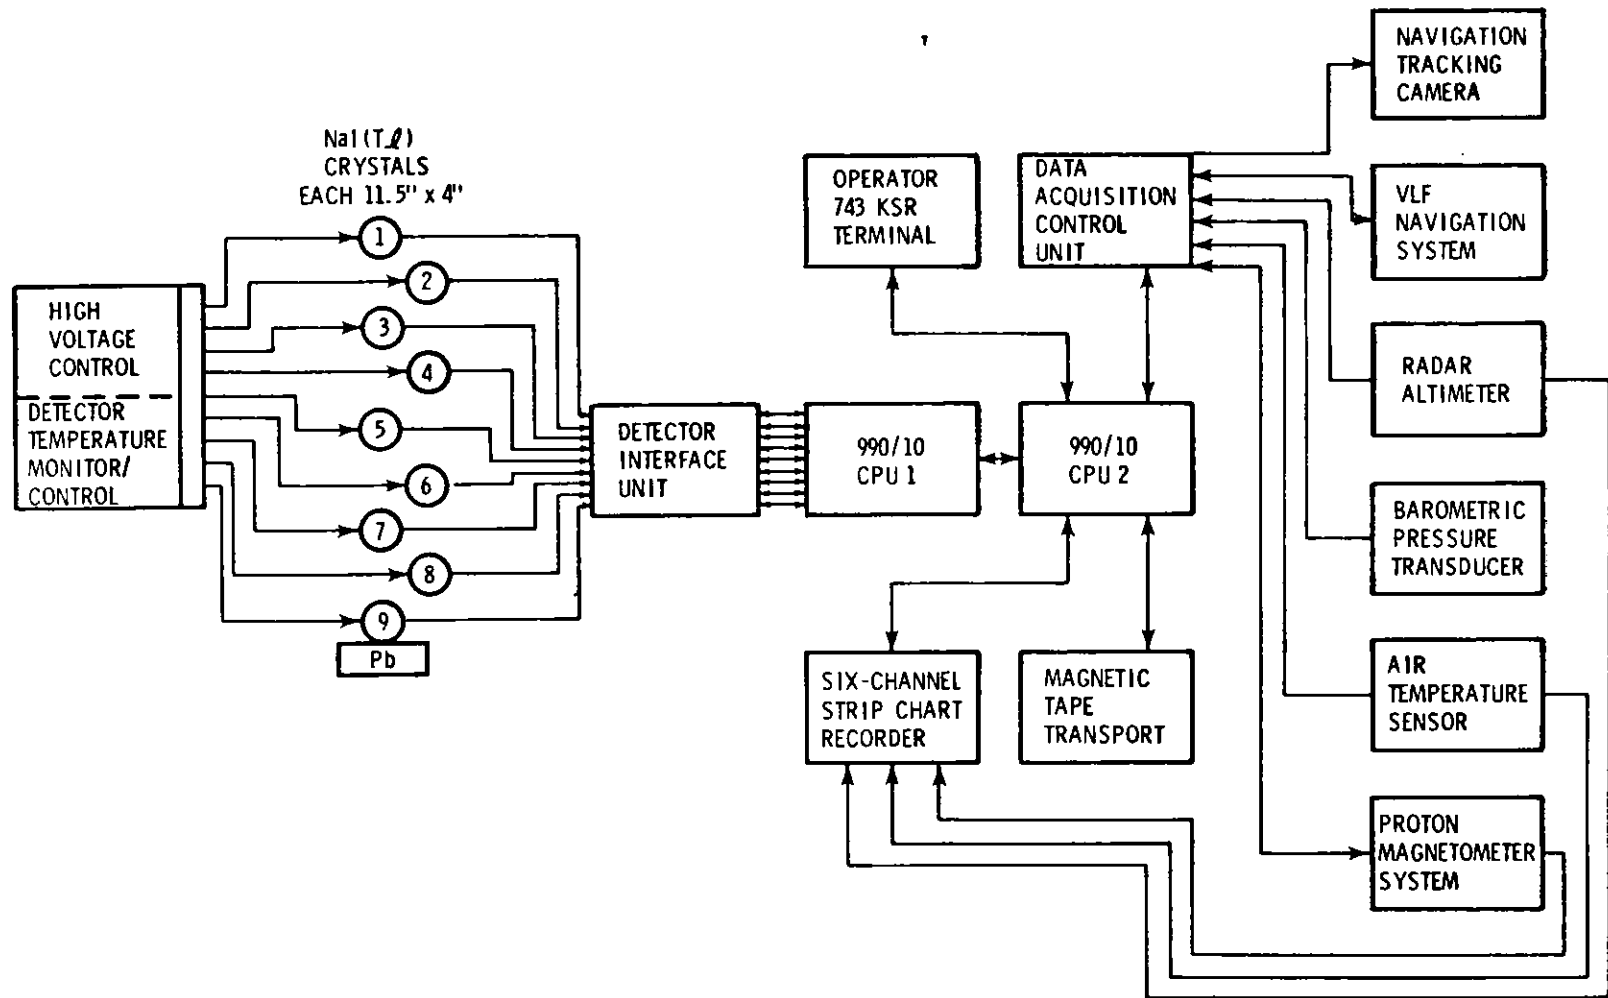 NaI(Tℓ)
CRYSTALS
EACH 11.5" x 4"
HIGH
VOLTAGE
CONTROL
DETECTOR
TEMPERATURE
MONITOR/
CONTROL
1
2
3
4
5
6
7
8
9
Pb
DETECTOR
INTERFACE
UNIT
990/10
CPU 1
990/10
CPU 2
OPERATOR
743 KSR
TERMINAL
DATA
ACQUISITION
CONTROL
UNIT
SIX-CHANNEL
STRIP CHART
RECORDER
MAGNETIC
TAPE
TRANSPORT
NAVIGATION
TRACKING
CAMERA
VLF
NAVIGATION
SYSTEM
RADAR
ALTIMETER
BAROMETRIC
PRESSURE
TRANSDUCER
AIR
TEMPERATURE
SENSOR
PROTON
MAGNETOMETER
SYSTEM